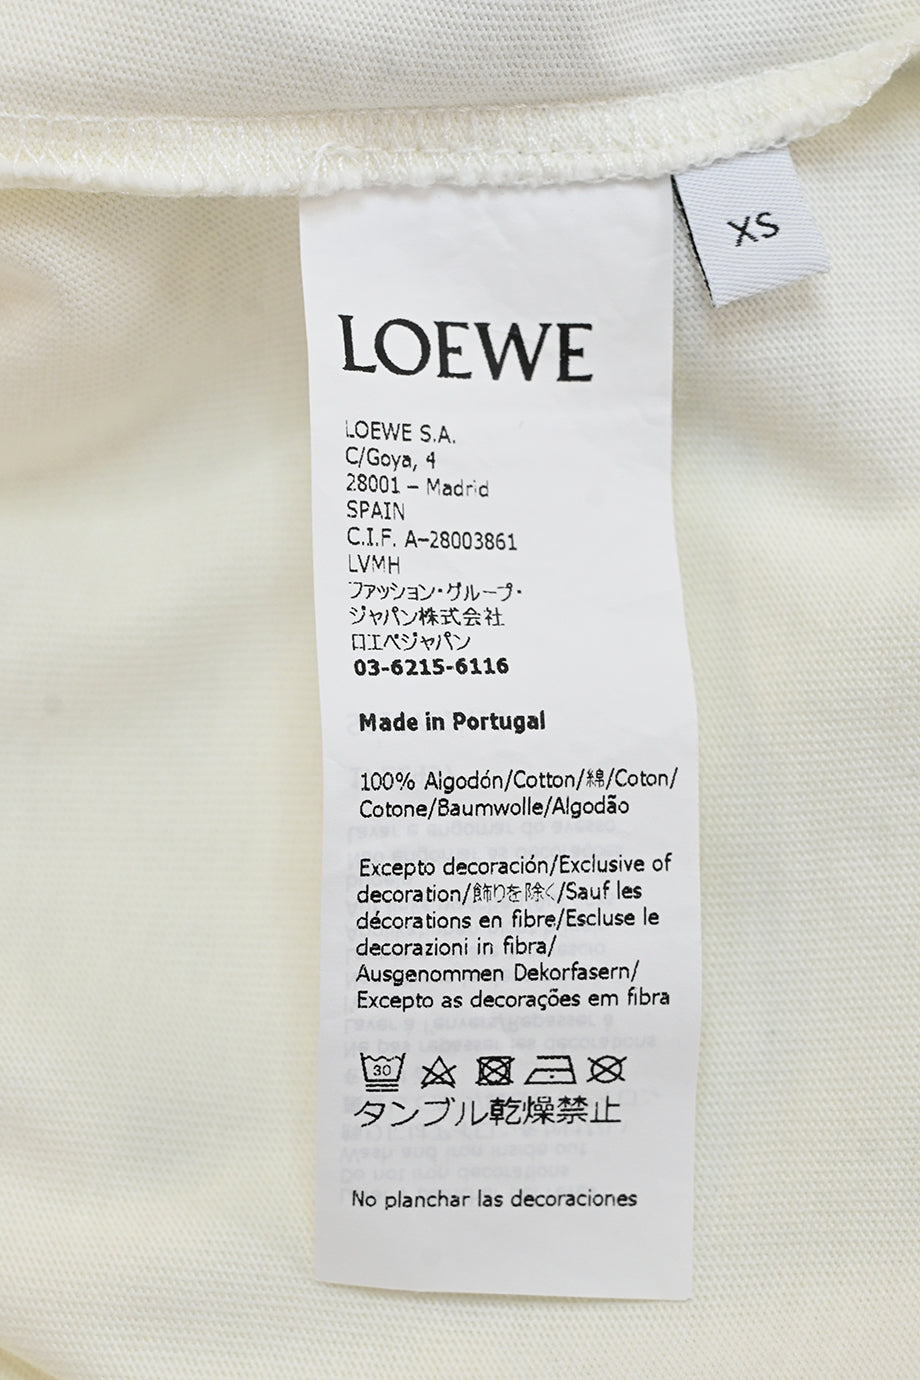 XS
LOEWE
LOEWE S.A.
C/Goya, 4
28001 – Madrid
SPAIN
C.I.F. A–28003861
LVMH
ファッション・グループ・
ジャパン株式会社
ロエベジャパン
03-6215-6116
Made in Portugal
100% Algodón/Cotton/綿/Coton/
Cotone/Baumwolle/Algodão
Excepto decoración/Exclusive of
decoration/飾りを除く/Sauf les
décorations en fibre/Escluse le
decorazioni in fibra/
Ausgenommen Dekorfasern/
Excepto as decorações em fibra
30
タンブル乾燥禁止
No planchar las decoraciones